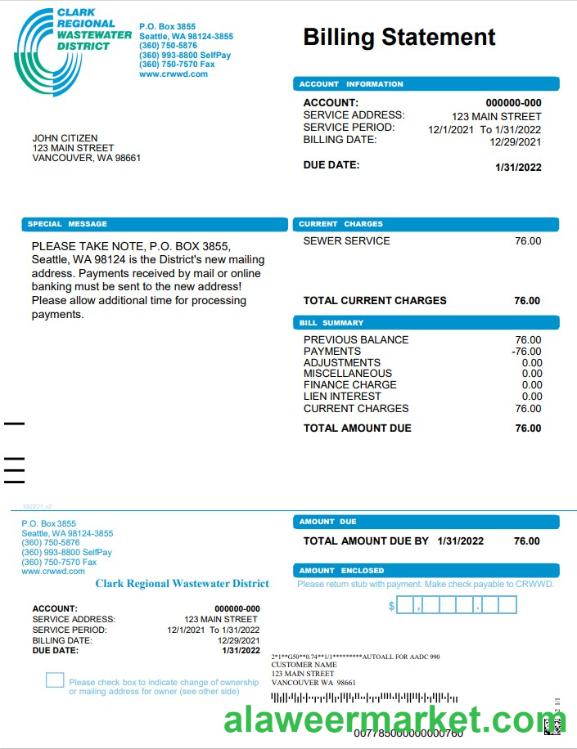 CLARK
REGIONAL
WASTEWATER
DISTRICT
P.O. Box 3855
Seattle, WA 98124-3855
(360) 750-5876
(360) 993-8800 SelfPay
(360) 750-7570 Fax
www.crwwd.com
Billing Statement
ACCOUNT INFORMATION
ACCOUNT: 000000-000
SERVICE ADDRESS: 123 MAIN STREET
SERVICE PERIOD: 12/1/2021 To 1/31/2022
BILLING DATE: 12/29/2021
DUE DATE: 1/31/2022
JOHN CITIZEN
123 MAIN STREET
VANCOUVER, WA 98661
SPECIAL MESSAGE
PLEASE TAKE NOTE, P.O. BOX 3855,
Seattle, WA 98124 is the District's new mailing
address. Payments received by mail or online
banking must be sent to the new address!
Please allow additional time for processing
payments.
CURRENT CHARGES
SEWER SERVICE 76.00
TOTAL CURRENT CHARGES 76.00
BILL SUMMARY
PREVIOUS BALANCE 76.00
PAYMENTS -76.00
ADJUSTMENTS 0.00
MISCELLANEOUS 0.00
FINANCE CHARGE 0.00
LIEN INTEREST 0.00
CURRENT CHARGES 76.00
TOTAL AMOUNT DUE 76.00
P.O. Box 3855
Seattle, WA 98124-3855
(360) 750-5876
(360) 993-8800 SelfPay
(360) 750-7570 Fax
www.crwwd.com
Clark Regional Wastewater District
ACCOUNT: 000000-000
SERVICE ADDRESS: 123 MAIN STREET
SERVICE PERIOD: 12/1/2021 To 1/31/2022
BILLING DATE: 12/29/2021
DUE DATE: 1/31/2022
Please check box to indicate change of ownership
or mailing address for owner (see other side)
AMOUNT DUE
TOTAL AMOUNT DUE BY 1/31/2022 76.00
AMOUNT ENCLOSED
Please return stub with payment. Make check payable to CRWWD.
$ , .
2*1**G50**0.74**1/1*********AUTOALL FOR AADC 990
CUSTOMER NAME
123 MAIN STREET
VANCOUVER WA 98661
alaweermarket.com
00778500000000760